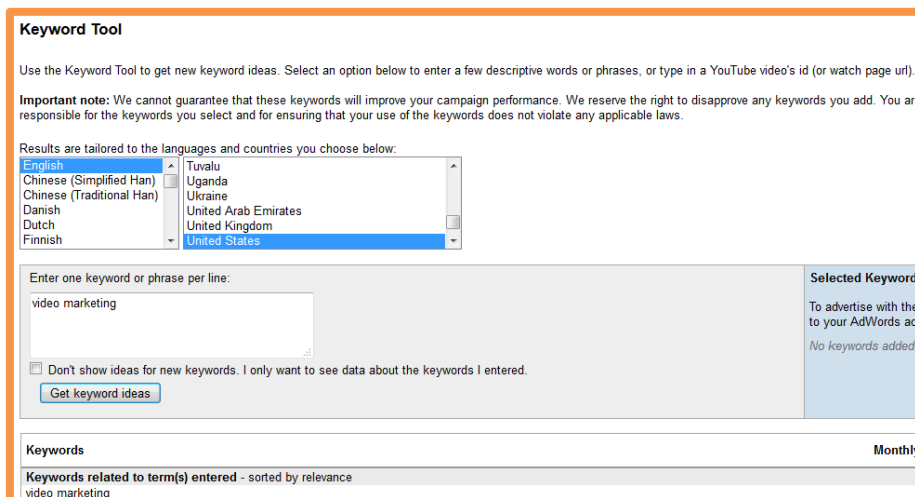 Keyword Tool
Use the Keyword Tool to get new keyword ideas. Select an option below to enter a few descriptive words or phrases, or type in a YouTube video's id (or watch page url).
Important note: We cannot guarantee that these keywords will improve your campaign performance. We reserve the right to disapprove any keywords you add. You ar
responsible for the keywords you select and for ensuring that your use of the keywords does not violate any applicable laws.
Results are tailored to the languages and countries you choose below:
English
Chinese (Simplified Han)
Chinese (Traditional Han)
Danish
Dutch
Finnish
Tuvalu
Uganda
Ukraine
United Arab Emirates
United Kingdom
United States
Enter one keyword or phrase per line:
video marketing
Don't show ideas for new keywords. I only want to see data about the keywords I entered.
Get keyword ideas
Selected Keyword
To advertise with the
to your AdWords ac
No keywords added
Keywords Monthly
Keywords related to term(s) entered - sorted by relevance
video marketing